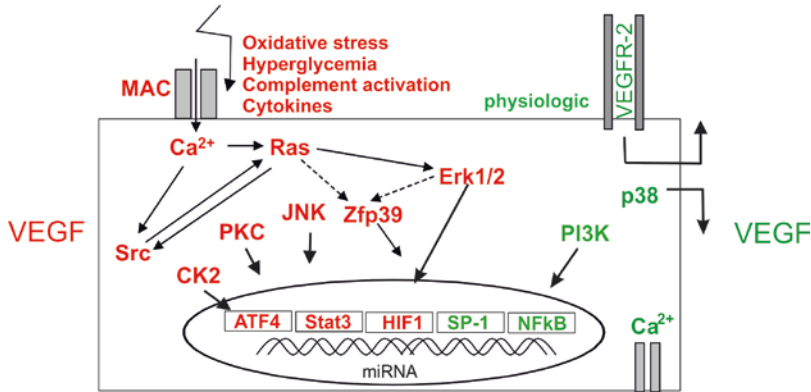 Oxidative stress
Hyperglycemia
Complement activation
Cytokines
MAC
physiologic
VEGFR-2
Ca²⁺
Ras
Erk1/2
p38
VEGF
Src
PKC
JNK
Zfp39
PI3K
VEGF
CK2
ATF4
Stat3
HIF1
SP-1
NFkB
Ca²⁺
miRNA